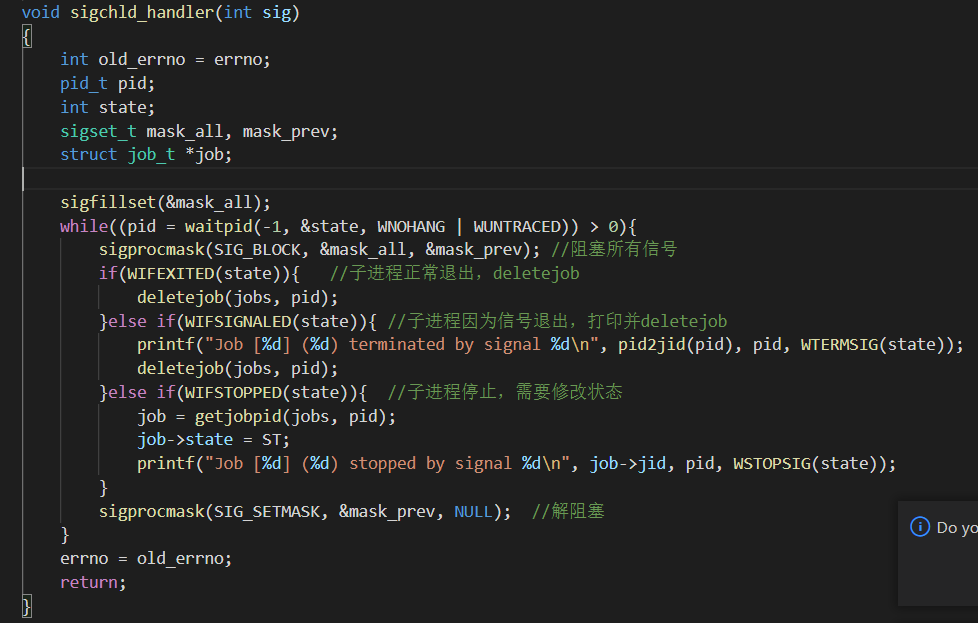 void sigchld_handler(int sig)
{
    int old_errno = errno;
    pid_t pid;
    int state;
    sigset_t mask_all, mask_prev;
    struct job_t *job;
    sigfillset(&mask_all);
    while((pid = waitpid(-1, &state, WNOHANG | WUNTRACED)) > 0){
        sigprocmask(SIG_BLOCK, &mask_all, &mask_prev); //阻塞所有信号
        if(WIFEXITED(state)){   //子进程正常退出，deletejob
            deletejob(jobs, pid);
        }else if(WIFSIGNALED(state)){ //子进程因为信号退出，打印并deletejob
            printf("Job [%d] (%d) terminated by signal %d\n", pid2jid(pid), pid, WTERMSIG(state));
            deletejob(jobs, pid);
        }else if(WIFSTOPPED(state)){  //子进程停止，需要修改状态
            job = getjobpid(jobs, pid);
            job->state = ST;
            printf("Job [%d] (%d) stopped by signal %d\n", job->jid, pid, WSTOPSIG(state));
        }
        sigprocmask(SIG_SETMASK, &mask_prev, NULL);  //解阻塞
    }
    errno = old_errno;
    return;
}
Do yo